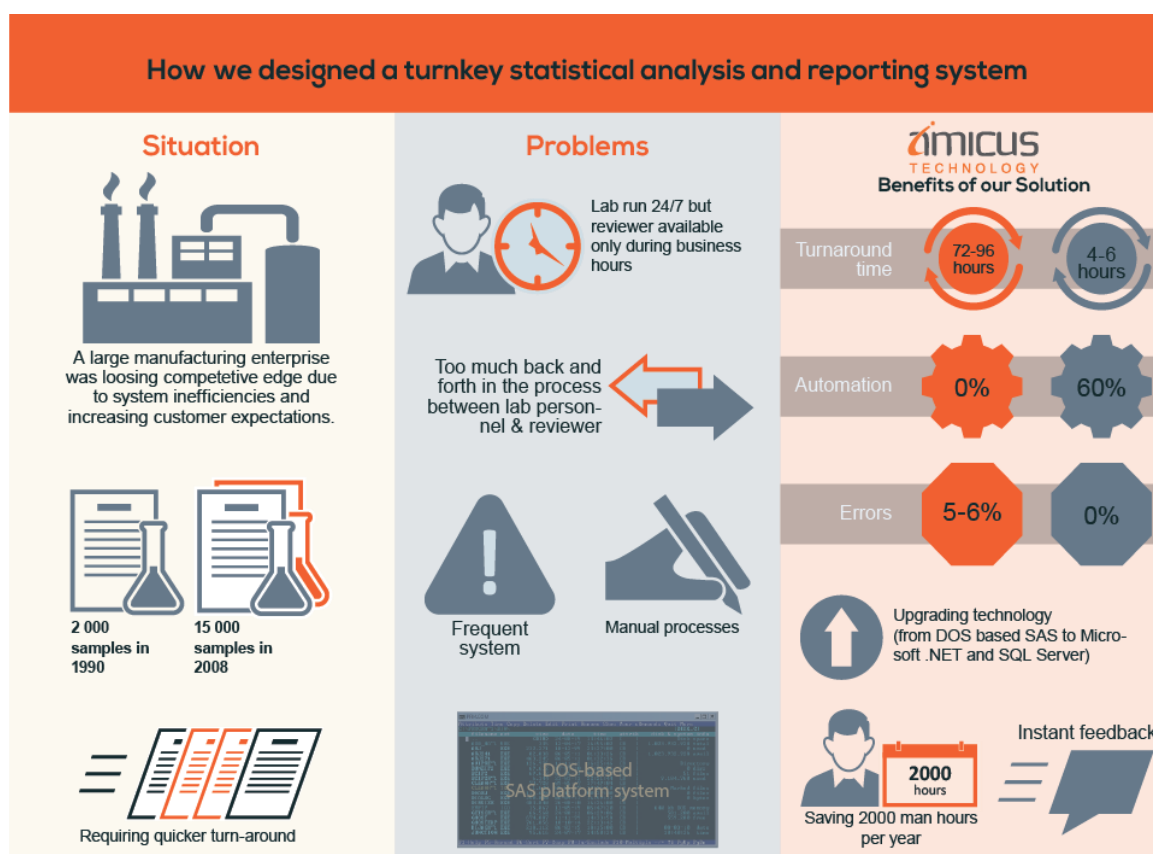 How we designed a turnkey statistical analysis and reporting system
Situation
A large manufacturing enterprise
was loosing competetive edge due
to system inefficiencies and
increasing customer expectations.
2 000
samples in
1990
15 000
samples in
2008
Requiring quicker turn-around
Problems
Lab run 24/7 but
reviewer available
only during business
hours
Too much back and
forth in the process
between lab person-
nel & reviewer
Frequent
system
Manual processes
DOS-based
SAS platform system
amicus
TECHNOLOGY
Benefits of our Solution
Turnaround
time
72-96
hours
4-6
hours
Automation
0%
60%
Errors
5-6%
0%
Upgrading technology
(from DOS based SAS to Micro-
soft .NET and SQL Server)
2000
hours
Saving 2000 man hours
per year
Instant feedback